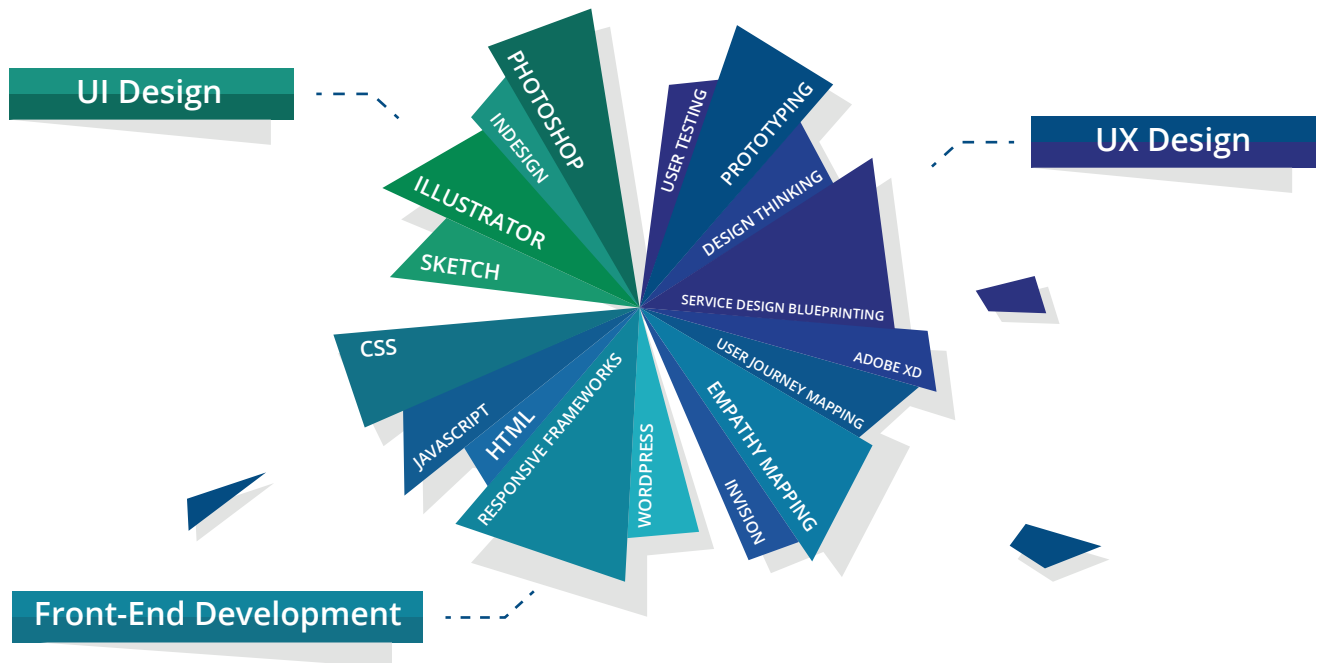 UI Design
PHOTOSHOP
INDESIGN
ILLUSTRATOR
SKETCH
UX Design
USER TESTING
PROTOTYPING
DESIGN THINKING
SERVICE DESIGN BLUEPRINTING
ADOBE XD
USER JOURNEY MAPPING
EMPATHY MAPPING
INVISION
Front-End Development
CSS
JAVASCRIPT
HTML
RESPONSIVE FRAMEWORKS
WORDPRESS